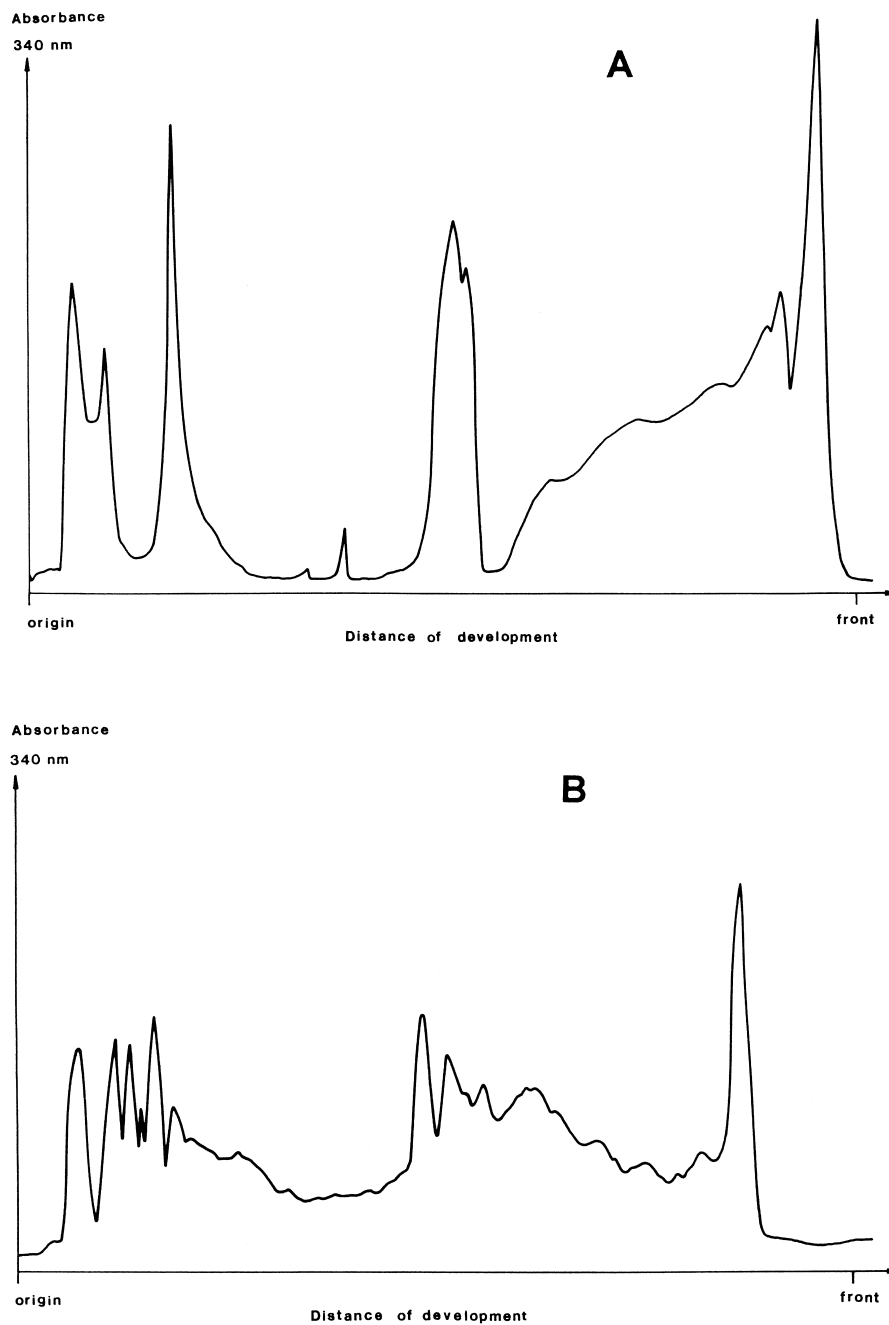 Absorbance
340 nm
A
origin
front
Distance of development
Absorbance
340 nm
B
origin
front
Distance of development